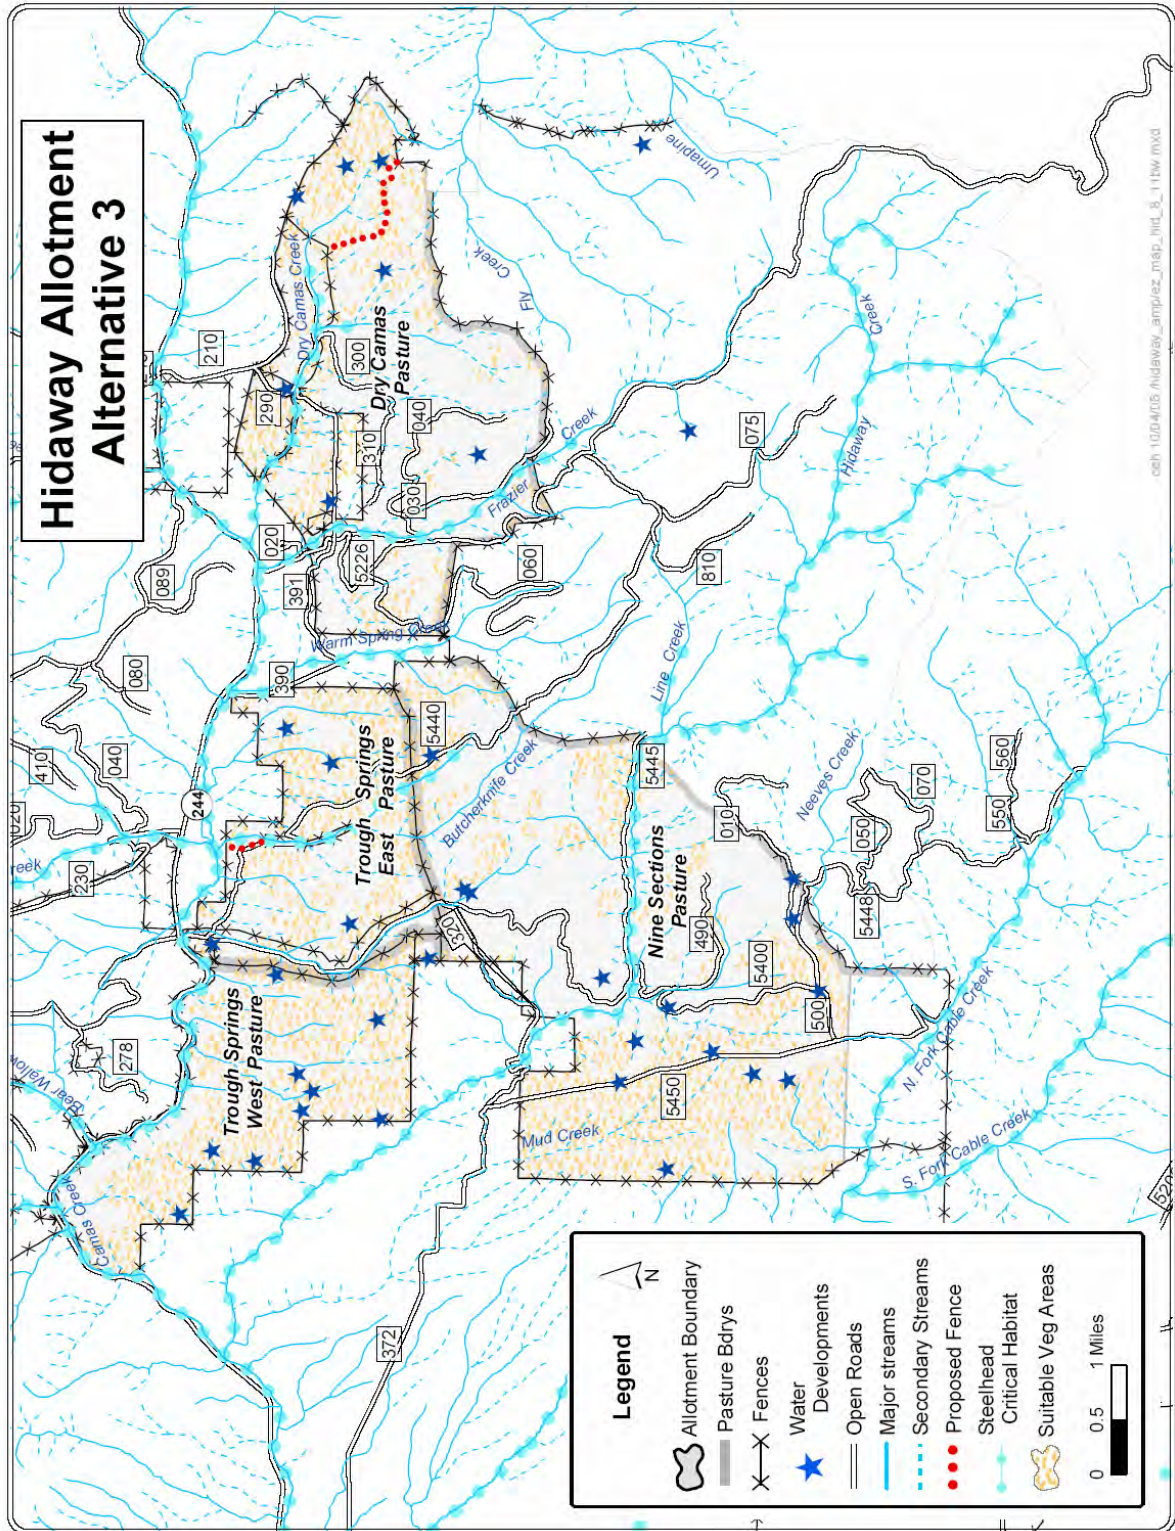 Hidaway Allotment
Alternative 3
Bear Wallow
Camas Creek
278
230
410
040
080
089
210
244
390
391
020
290
300
310
040
030
5226
060
5440
Dry Camas Creek
Dry Camas
Pasture
Fly
Creek
Umapine
Frazier
Creek
Warm Spring Creek
Trough Springs
West Pasture
Trough Springs
East Pasture
Butcherknife Creek
Line Creek
810
075
Hidaway
Creek
5445
Nine Sections
Pasture
490
5400
500
5450
Mud Creek
010
Neeves Creek
050
070
5448
550
560
N. Fork Cable Creek
S. Fork Cable Creek
372
Legend
N
Allotment Boundary
Pasture Bdrys
Fences
Water
Developments
Open Roads
Major streams
Secondary Streams
Proposed Fence
Steelhead
Critical Habitat
Suitable Veg Areas
0 0.5 1 Miles